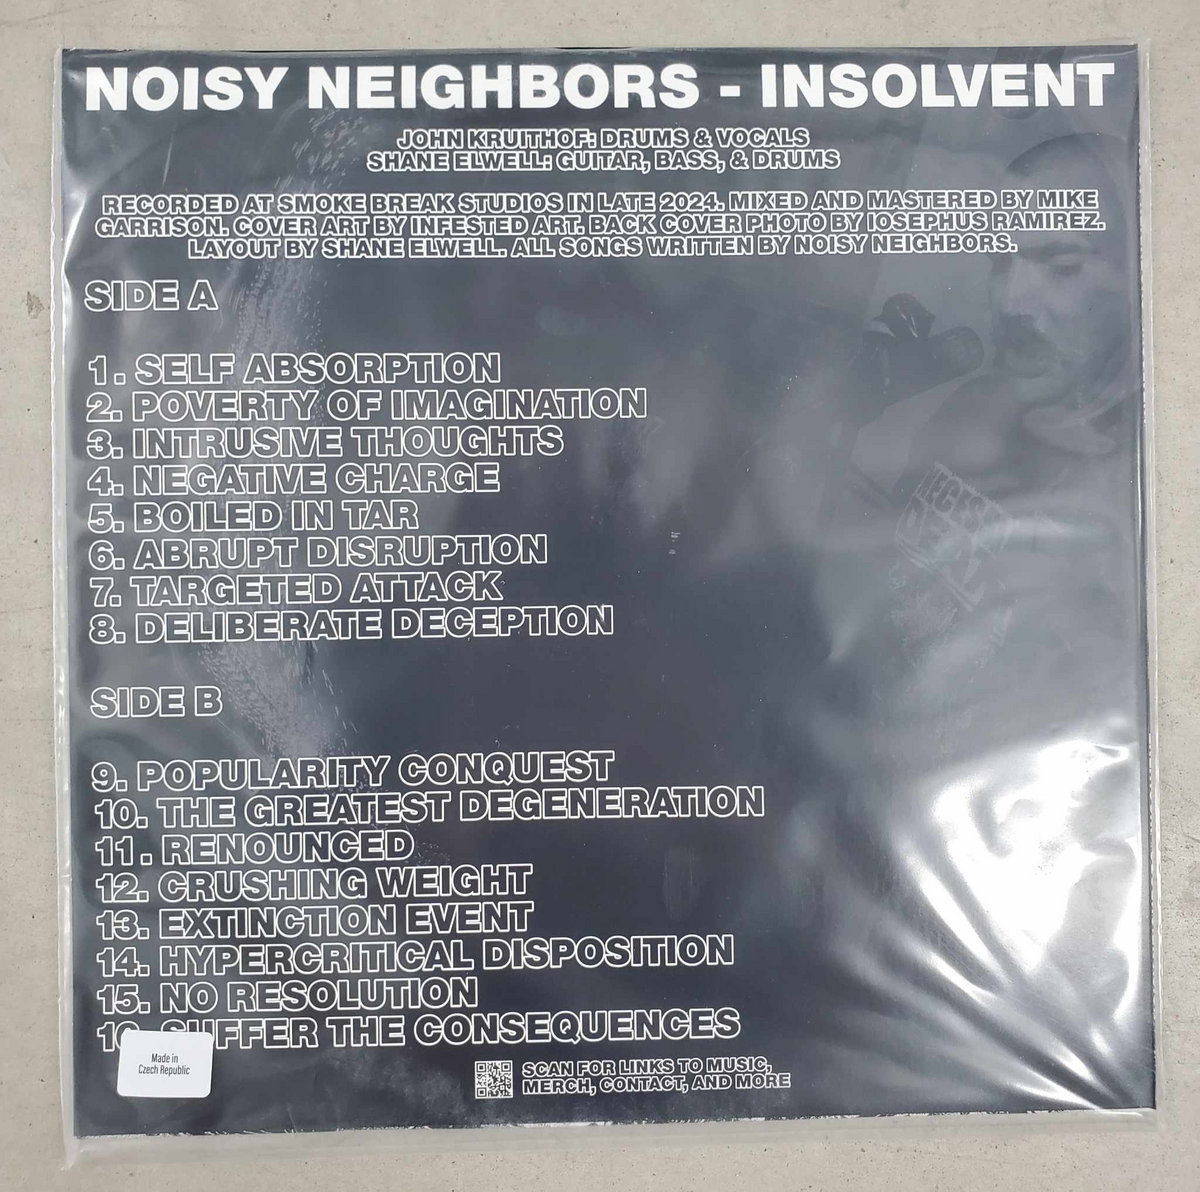 NOISY NEIGHBORS - INSOLVENT
JOHN KRUITHOF: DRUMS & VOCALS
SHANE ELWELL: GUITAR, BASS, & DRUMS
RECORDED AT SMOKE BREAK STUDIOS IN LATE 2024. MIXED AND MASTERED BY MIKE
GARRISON. COVER ART BY INFESTED ART. BACK COVER PHOTO BY IOSEPHUS RAMIREZ.
LAYOUT BY SHANE ELWELL. ALL SONGS WRITTEN BY NOISY NEIGHBORS.
SIDE A
1. SELF ABSORPTION
2. POVERTY OF IMAGINATION
3. INTRUSIVE THOUGHTS
4. NEGATIVE CHARGE
5. BOILED IN TAR
6. ABRUPT DISRUPTION
7. TARGETED ATTACK
8. DELIBERATE DECEPTION
SIDE B
9. POPULARITY CONQUEST
10. THE GREATEST DEGENERATION
11. RENOUNCED
12. CRUSHING WEIGHT
13. EXTINCTION EVENT
14. HYPERCRITICAL DISPOSITION
15. NO RESOLUTION
16. SUFFER THE CONSEQUENCES
Made in
Czech Republic
SCAN FOR LINKS TO MUSIC,
MERCH, CONTACT, AND MORE